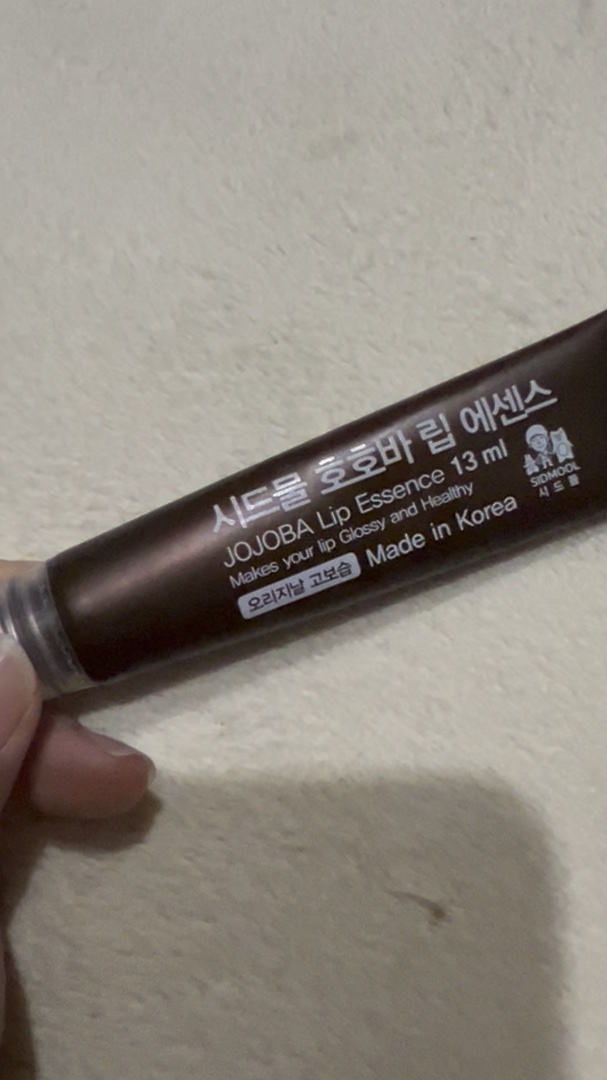 시드물 호호바 립 에센스
JOJOBA Lip Essence 13 ml
Makes your lip Glossy and Healthy
오리지날 고보습 Made in Korea
SIDMOOL
시드물